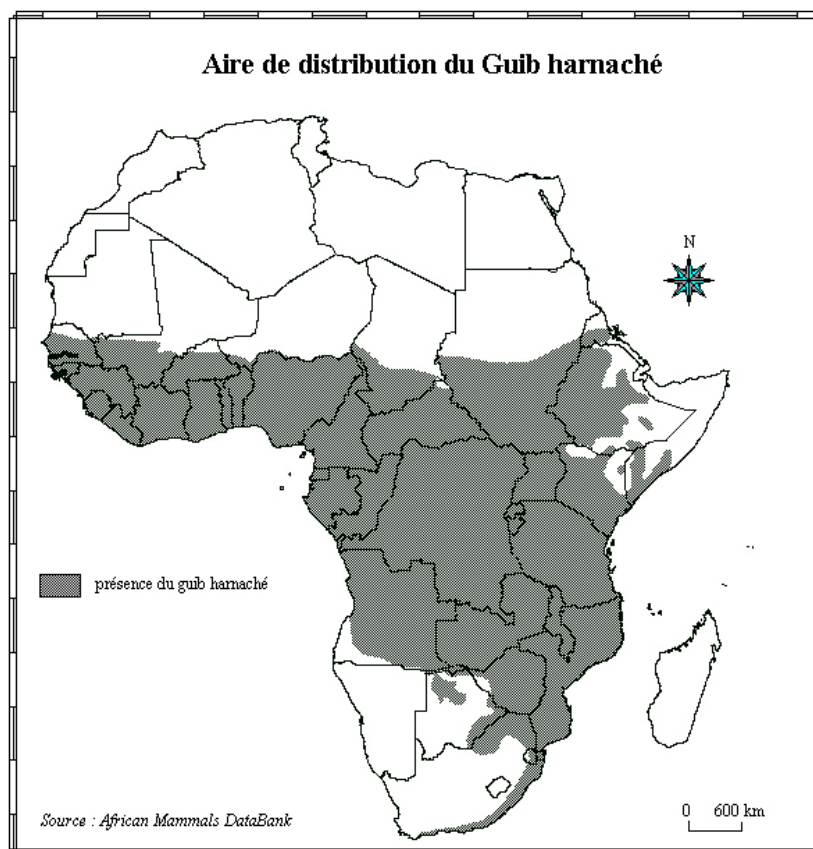 Aire de distribution du Guib harnaché
N
présence du guib harnaché
Source : African Mammals DataBank
0 600 km